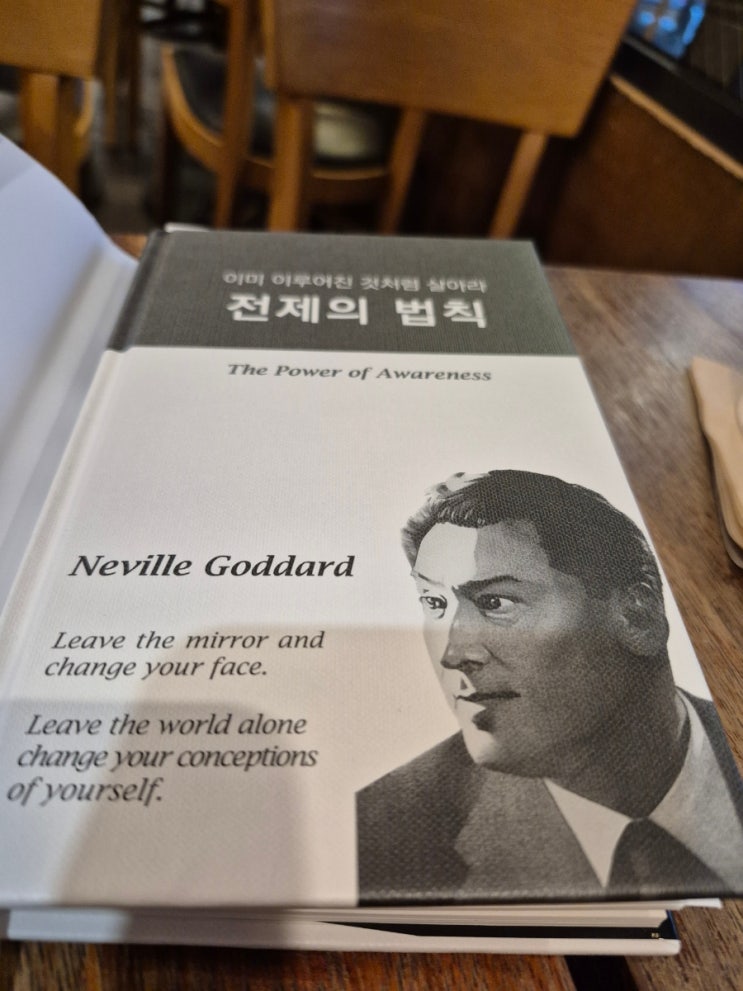 이미 이루어진 것처럼 살아라
전제의 법칙
The Power of Awareness
Neville Goddard
Leave the mirror and
change your face.
Leave the world alone
change your conceptions
of yourself.